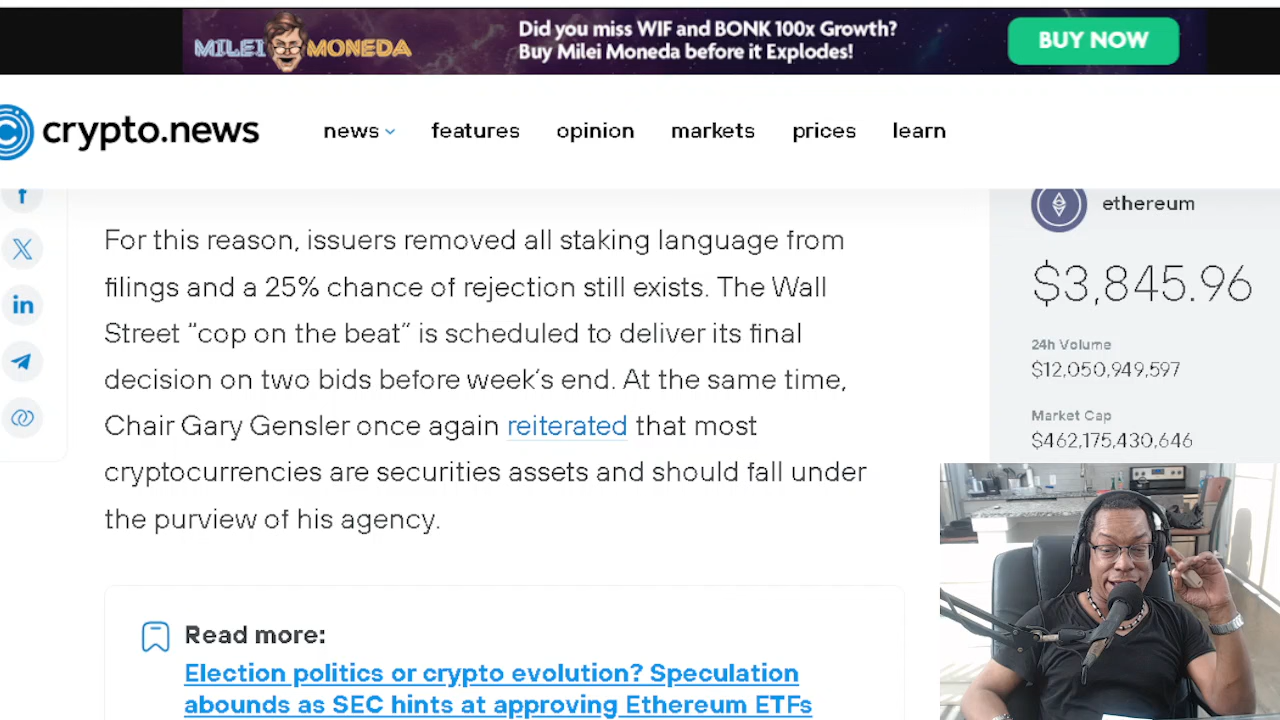 MILEI MONEDA
Did you miss WIF and BONK 100x Growth?
Buy Milei Moneda before it Explodes!
BUY NOW
crypto.news
news
features
opinion
markets
prices
learn
For this reason, issuers removed all staking language from
filings and a 25% chance of rejection still exists. The Wall
Street “cop on the beat” is scheduled to deliver its final
decision on two bids before week’s end. At the same time,
Chair Gary Gensler once again reiterated that most
cryptocurrencies are securities assets and should fall under
the purview of his agency.
Read more:
Election politics or crypto evolution? Speculation
abounds as SEC hints at approving Ethereum ETFs
ethereum
$3,845.96
24h Volume
$12,050,949,597
Market Cap
$462,175,430,646